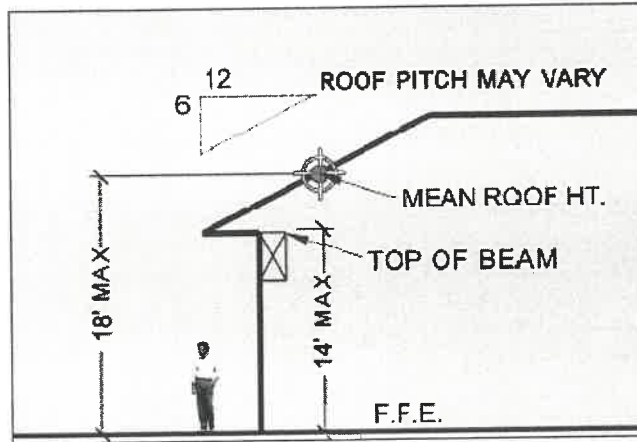 12
6
ROOF PITCH MAY VARY
MEAN ROOF HT.
TOP OF BEAM
18' MAX
14' MAX
F.F.E.